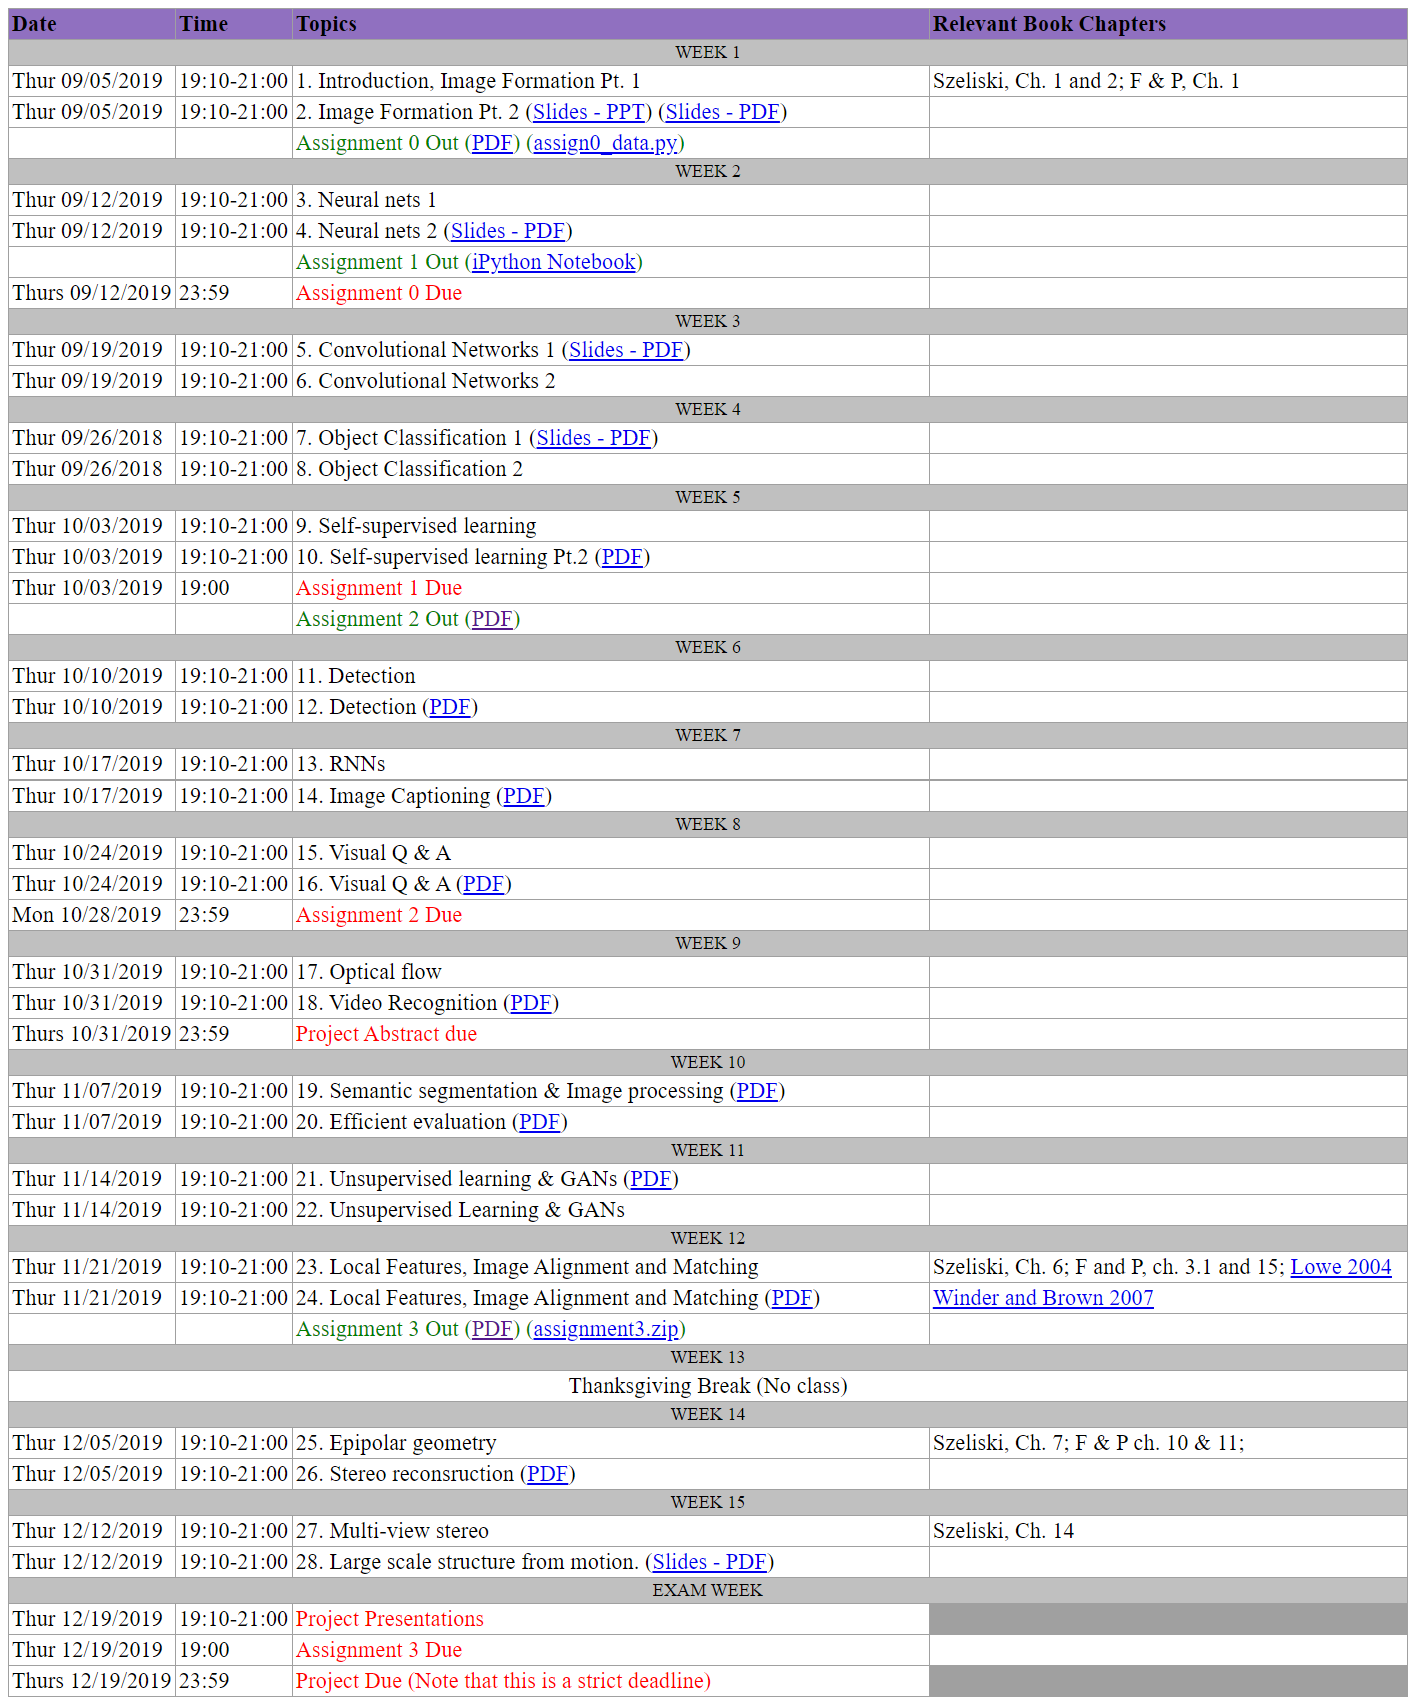 Date Time Topics Relevant Book Chapters
WEEK 1
Thur 09/05/2019 19:10-21:00 1. Introduction, Image Formation Pt. 1 Szeliski, Ch. 1 and 2; F & P, Ch. 1
Thur 09/05/2019 19:10-21:00 2. Image Formation Pt. 2 (Slides - PPT) (Slides - PDF)
Assignment 0 Out (PDF) (assign0_data.py)
WEEK 2
Thur 09/12/2019 19:10-21:00 3. Neural nets 1
Thur 09/12/2019 19:10-21:00 4. Neural nets 2 (Slides - PDF)
Assignment 1 Out (iPython Notebook)
Thurs 09/12/2019 23:59 Assignment 0 Due
WEEK 3
Thur 09/19/2019 19:10-21:00 5. Convolutional Networks 1 (Slides - PDF)
Thur 09/19/2019 19:10-21:00 6. Convolutional Networks 2
WEEK 4
Thur 09/26/2018 19:10-21:00 7. Object Classification 1 (Slides - PDF)
Thur 09/26/2018 19:10-21:00 8. Object Classification 2
WEEK 5
Thur 10/03/2019 19:10-21:00 9. Self-supervised learning
Thur 10/03/2019 19:10-21:00 10. Self-supervised learning Pt.2 (PDF)
Thur 10/03/2019 19:00 Assignment 1 Due
Assignment 2 Out (PDF)
WEEK 6
Thur 10/10/2019 19:10-21:00 11. Detection
Thur 10/10/2019 19:10-21:00 12. Detection (PDF)
WEEK 7
Thur 10/17/2019 19:10-21:00 13. RNNs
Thur 10/17/2019 19:10-21:00 14. Image Captioning (PDF)
WEEK 8
Thur 10/24/2019 19:10-21:00 15. Visual Q & A
Thur 10/24/2019 19:10-21:00 16. Visual Q & A (PDF)
Mon 10/28/2019 23:59 Assignment 2 Due
WEEK 9
Thur 10/31/2019 19:10-21:00 17. Optical flow
Thur 10/31/2019 19:10-21:00 18. Video Recognition (PDF)
Thurs 10/31/2019 23:59 Project Abstract due
WEEK 10
Thur 11/07/2019 19:10-21:00 19. Semantic segmentation & Image processing (PDF)
Thur 11/07/2019 19:10-21:00 20. Efficient evaluation (PDF)
WEEK 11
Thur 11/14/2019 19:10-21:00 21. Unsupervised learning & GANs (PDF)
Thur 11/14/2019 19:10-21:00 22. Unsupervised Learning & GANs
WEEK 12
Thur 11/21/2019 19:10-21:00 23. Local Features, Image Alignment and Matching Szeliski, Ch. 6; F and P, ch. 3.1 and 15; Lowe 2004
Thur 11/21/2019 19:10-21:00 24. Local Features, Image Alignment and Matching (PDF) Winder and Brown 2007
Assignment 3 Out (PDF) (assignment3.zip)
WEEK 13
Thanksgiving Break (No class)
WEEK 14
Thur 12/05/2019 19:10-21:00 25. Epipolar geometry Szeliski, Ch. 7; F & P ch. 10 & 11;
Thur 12/05/2019 19:10-21:00 26. Stereo reconsruction (PDF)
WEEK 15
Thur 12/12/2019 19:10-21:00 27. Multi-view stereo Szeliski, Ch. 14
Thur 12/12/2019 19:10-21:00 28. Large scale structure from motion. (Slides - PDF)
EXAM WEEK
Thur 12/19/2019 19:10-21:00 Project Presentations
Thur 12/19/2019 19:00 Assignment 3 Due
Thurs 12/19/2019 23:59 Project Due (Note that this is a strict deadline)